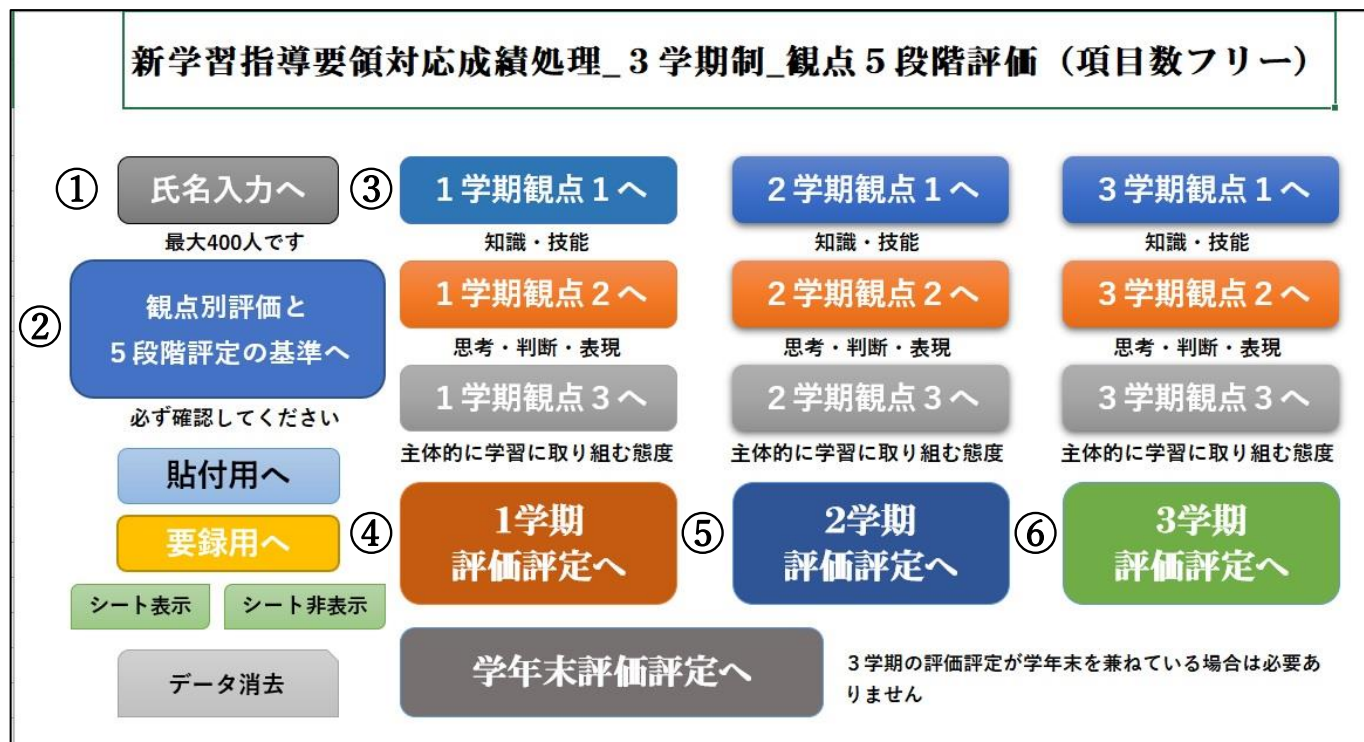 新学習指導要領対応成績処理_３学期制_観点５段階評価（項目数フリー）
①
氏名入力へ
最大400人です
②
観点別評価と
５段階評定の基準へ
必ず確認してください
貼付用へ
要録用へ
シート表示
シート非表示
データ消去
③
１学期観点１へ
知識・技能
１学期観点２へ
思考・判断・表現
１学期観点３へ
主体的に学習に取り組む態度
④
1学期
評価評定へ
２学期観点１へ
知識・技能
２学期観点２へ
思考・判断・表現
２学期観点３へ
主体的に学習に取り組む態度
⑤
2学期
評価評定へ
３学期観点１へ
知識・技能
３学期観点２へ
思考・判断・表現
３学期観点３へ
主体的に学習に取り組む態度
⑥
3学期
評価評定へ
学年末評価評定へ
３学期の評価評定が学年末を兼ねている場合は必要あ
りません